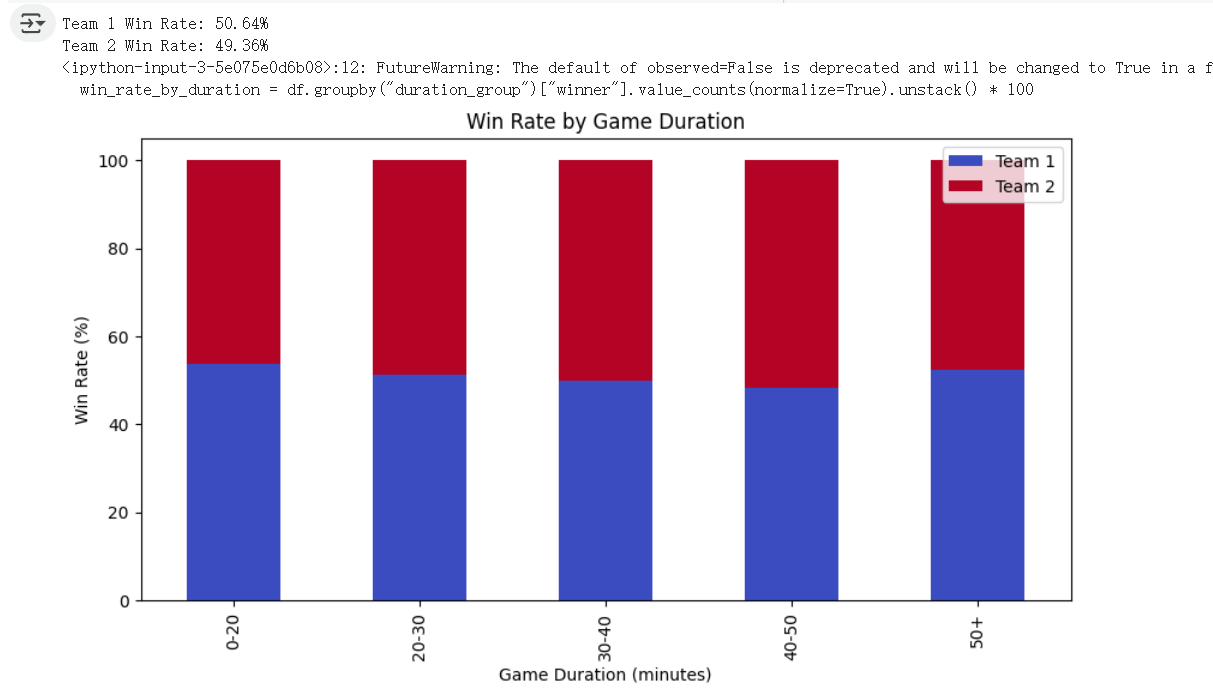 Team 1 Win Rate: 50.64%
Team 2 Win Rate: 49.36%
<ipython-input-3-5e075e0d6b08>:12: FutureWarning: The default of observed=False is deprecated and will be changed to True in a f
win_rate_by_duration = df.groupby("duration_group")["winner"].value_counts(normalize=True).unstack() * 100
Win Rate by Game Duration
Team 1
Team 2
Win Rate (%)
100
80
60
40
20
0
0-20
20-30
30-40
40-50
50+
Game Duration (minutes)